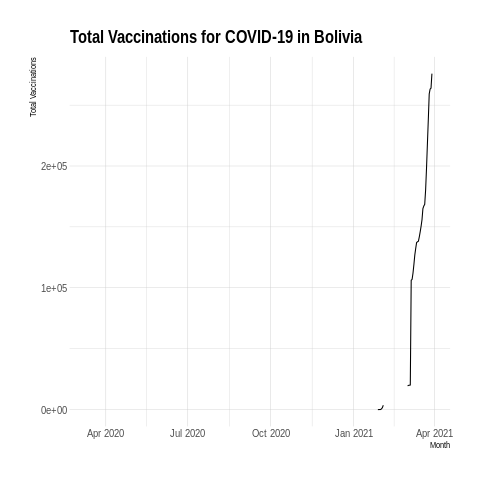 Total Vaccinations for COVID-19 in Bolivia
Total Vaccinations
2e+05
1e+05
0e+00
Apr 2020 Jul 2020 Oct 2020 Jan 2021 Apr 2021
Month